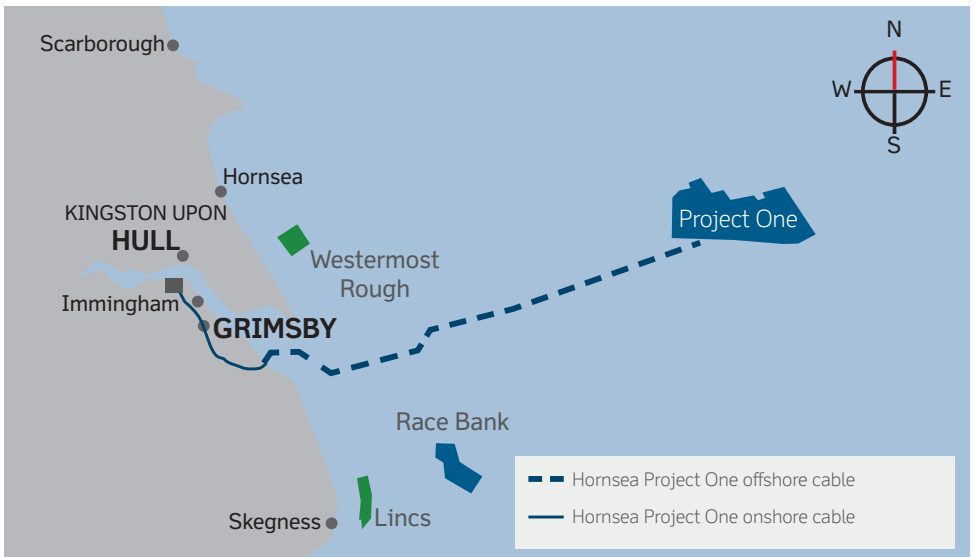 Scarborough
N
W
E
S
Hornsea
KINGSTON UPON
HULL
Project One
Westermost
Rough
Immingham
GRIMSBY
Race Bank
Hornsea Project One offshore cable
Hornsea Project One onshore cable
Skegness
Lincs